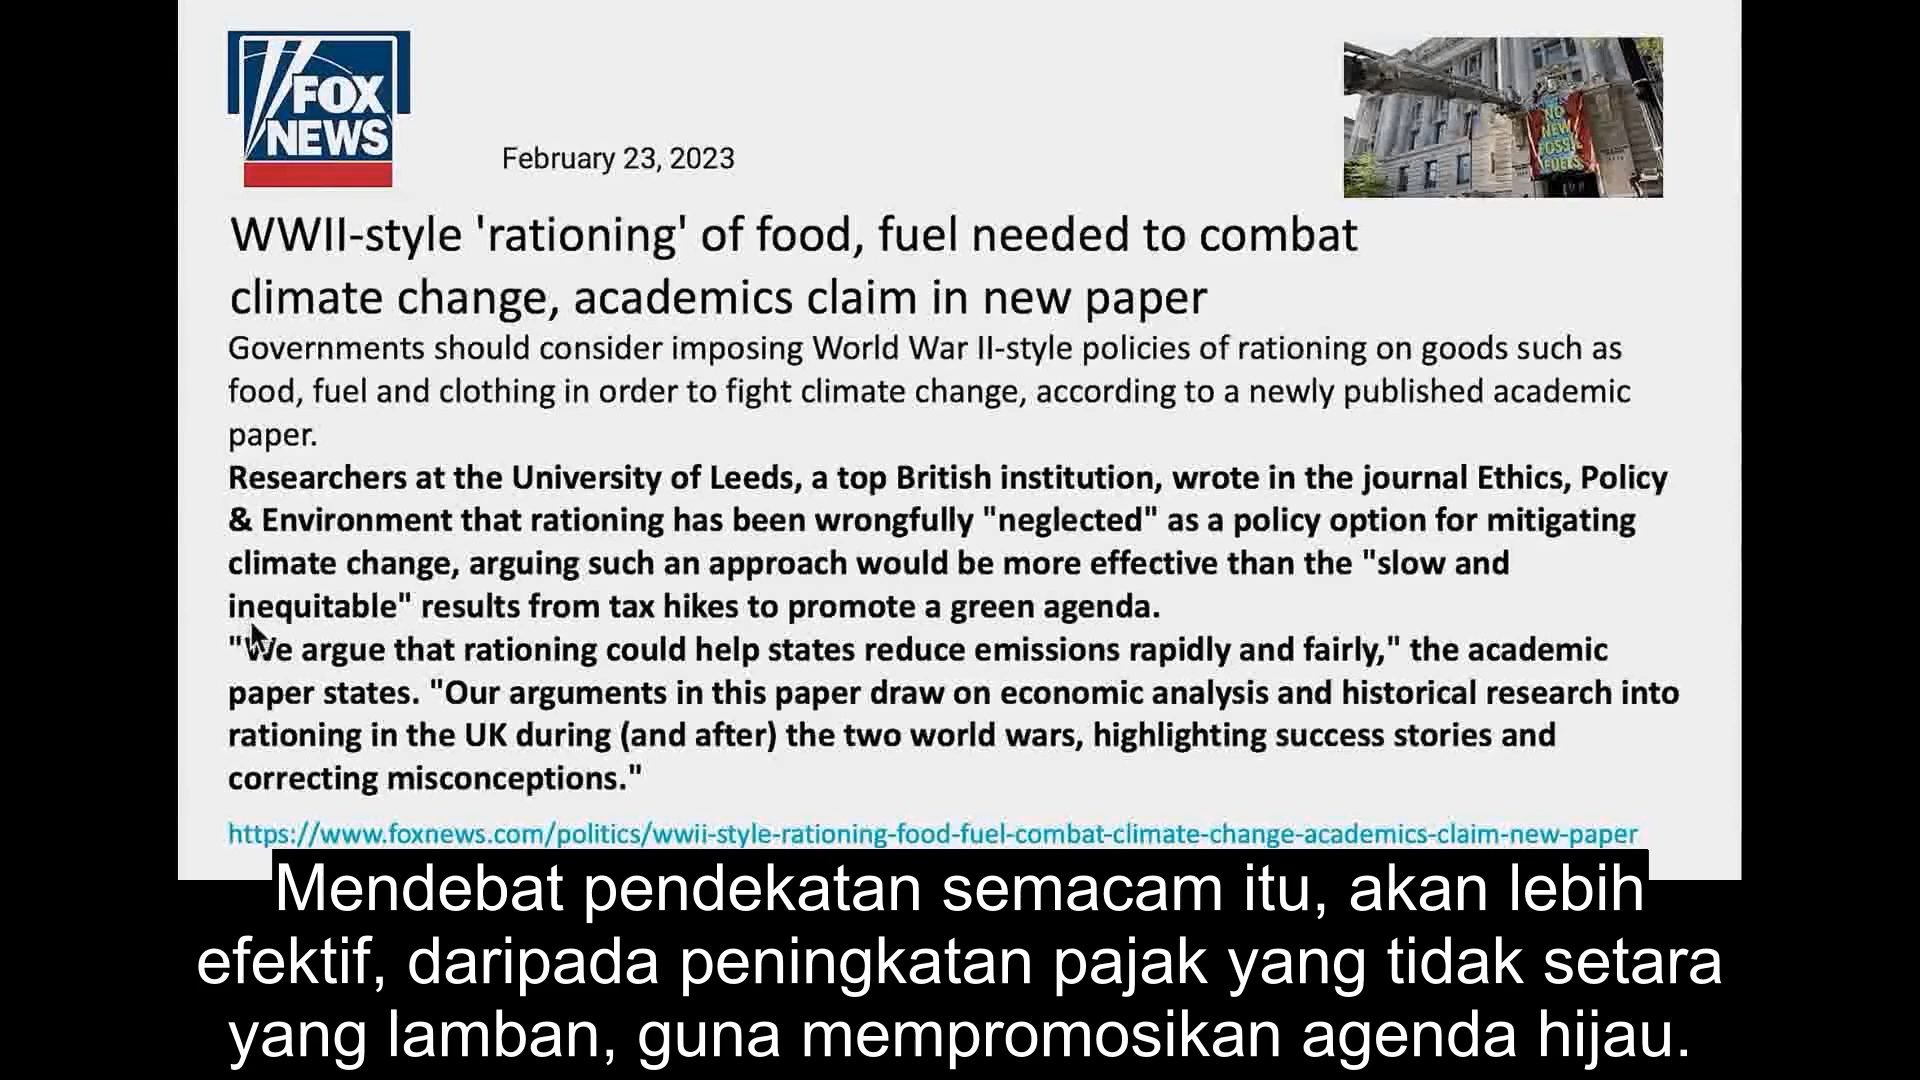 FOX
NEWS
February 23, 2023
NO
NEW
FOSSIL
FUELS
WWII-style 'rationing' of food, fuel needed to combat
climate change, academics claim in new paper
Governments should consider imposing World War II-style policies of rationing on goods such as
food, fuel and clothing in order to fight climate change, according to a newly published academic
paper.
Researchers at the University of Leeds, a top British institution, wrote in the journal Ethics, Policy
& Environment that rationing has been wrongfully "neglected" as a policy option for mitigating
climate change, arguing such an approach would be more effective than the "slow and
inequitable" results from tax hikes to promote a green agenda.
"We argue that rationing could help states reduce emissions rapidly and fairly," the academic
paper states. "Our arguments in this paper draw on economic analysis and historical research into
rationing in the UK during (and after) the two world wars, highlighting success stories and
correcting misconceptions."
https://www.foxnews.com/politics/wwii-style-rationing-food-fuel-combat-climate-change-academics-claim-new-paper
Mendebat pendekatan semacam itu, akan lebih
efektif, daripada peningkatan pajak yang tidak setara
yang lamban, guna mempromosikan agenda hijau.